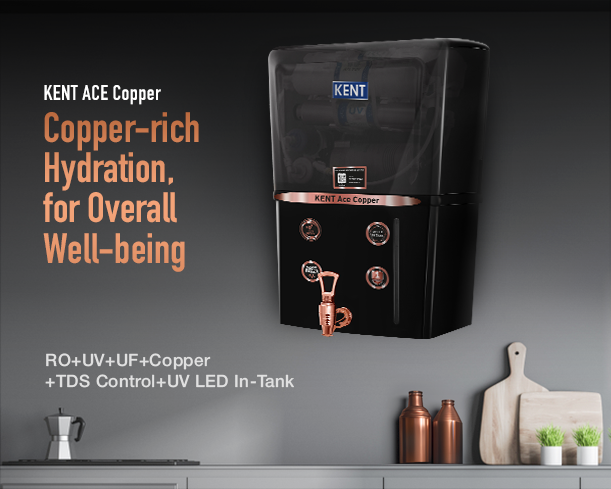 KENT ACE Copper
Copper-rich
Hydration,
for Overall
Well-being
RO+UV+UF+Copper
+TDS Control+UV LED In-Tank
KENT
KENT Ace Copper